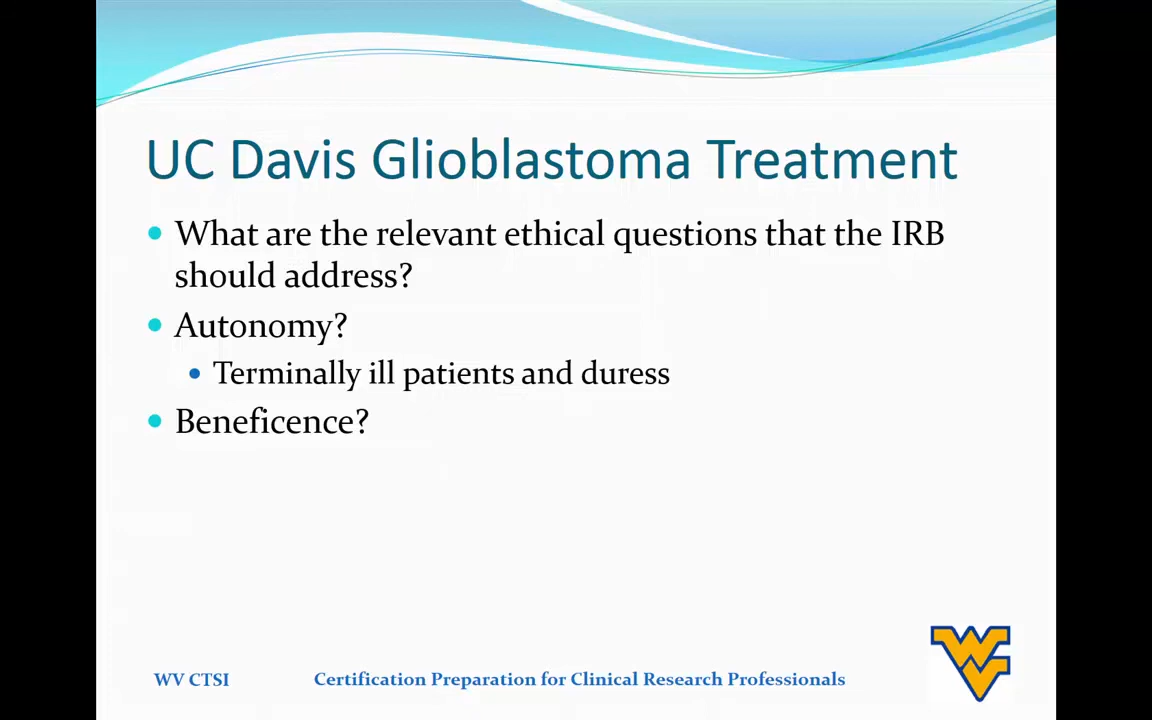 UC Davis Glioblastoma Treatment
What are the relevant ethical questions that the IRB
should address?
Autonomy?
Terminally ill patients and duress
Beneficence?
WV CTSI
Certification Preparation for Clinical Research Professionals
WV